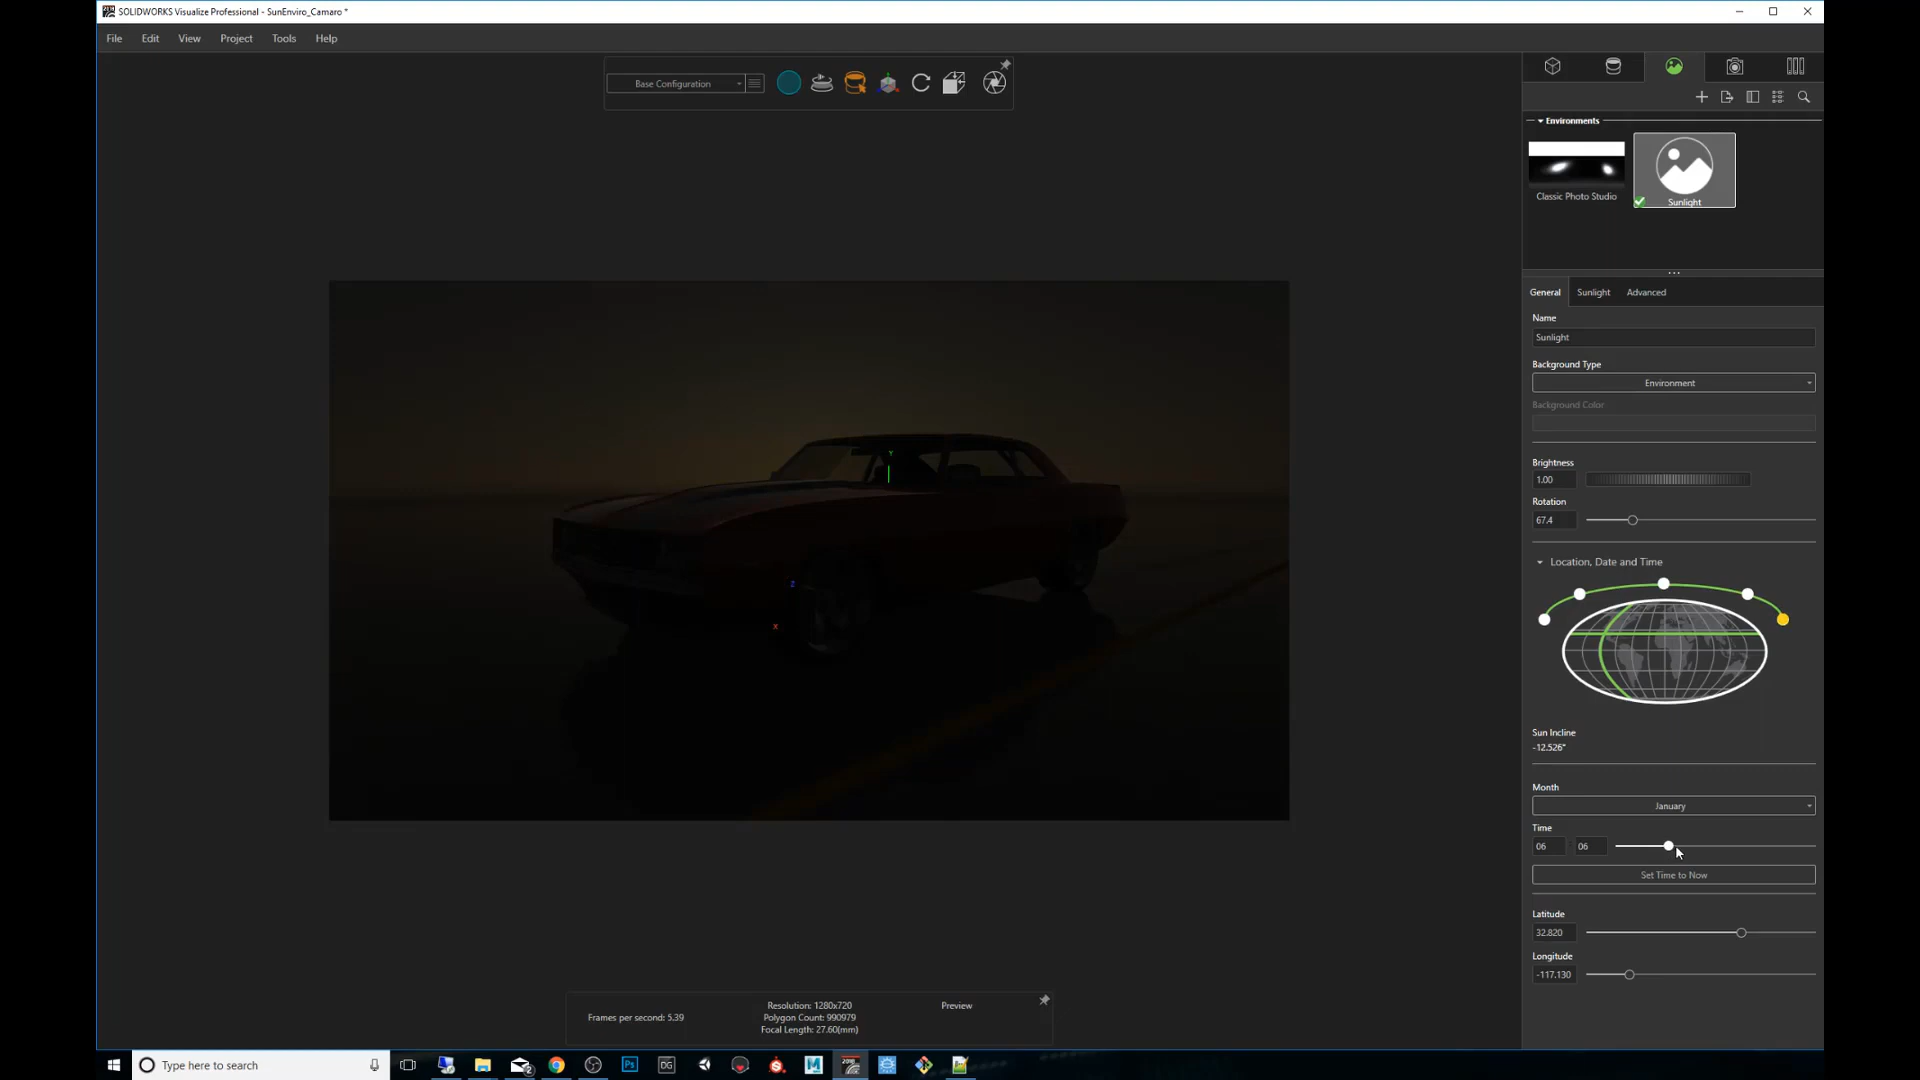 SOLIDWORKS Visualize Professional - SunEnviro_Camaro *
File Edit View Project Tools Help
Base Configuration
Environments
Classic Photo Studio
Sunlight
General Sunlight Advanced
Name
Sunlight
Background Type
Environment
Background Color
Brightness
1.00
Rotation
67.4
Location, Date and Time
Sun Incline
-12.526°
Month
January
Time
06 06
Set Time to Now
Latitude
32.820
Longitude
-117.130
Y
Z
X
Frames per second: 5.39
Resolution: 1280x720
Polygon Count: 990979
Focal Length: 27.60(mm)
Preview
Type here to search
2
Ps
DG
M
2018